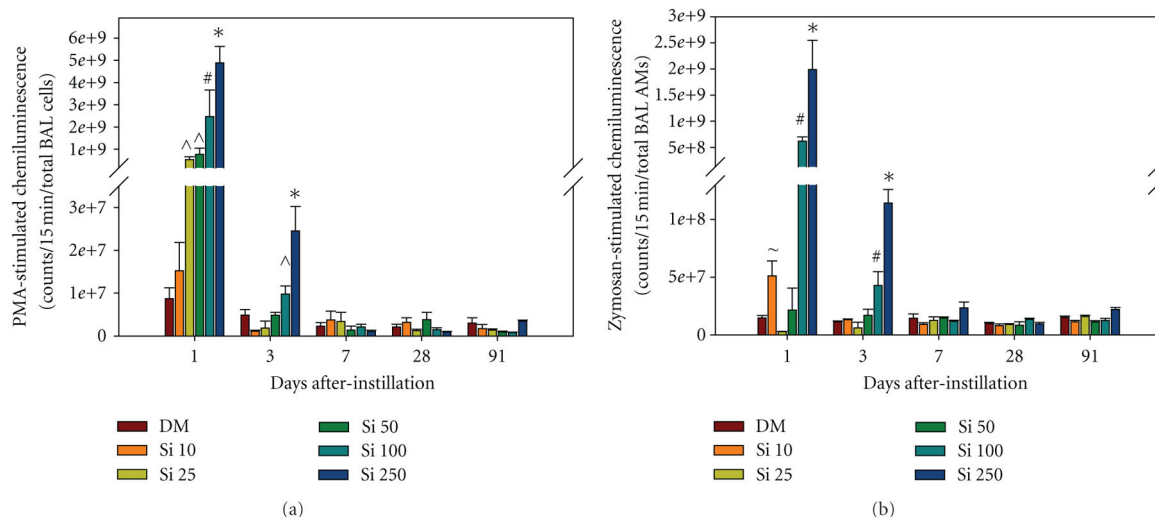 PMA-stimulated chemiluminescence
(counts/15 min/total BAL cells)
6e+9
5e+9
4e+9
3e+9
2e+9
1e+9
3e+7
2e+7
1e+7
0
^
^
#
*
^
*
1
3
7
28
91
Days after-instillation
DM
Si 10
Si 25
Si 50
Si 100
Si 250
(a)
Zymosan-stimulated chemiluminescence
(counts/15 min/total BAL AMs)
3e+9
2.5e+9
2e+9
1.5e+9
1e+9
5e+8
1e+8
5e+7
0
~
#
*
#
*
1
3
7
28
91
Days after-instillation
DM
Si 10
Si 25
Si 50
Si 100
Si 250
(b)